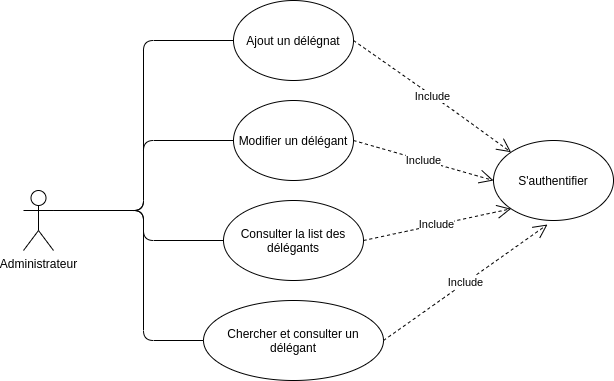 Ajout un délégnat
Include
Modifier un délégant
Include
S'authentifier
Consulter la list des
délégants
Include
Administrateur
Include
Chercher et consulter un
délégant